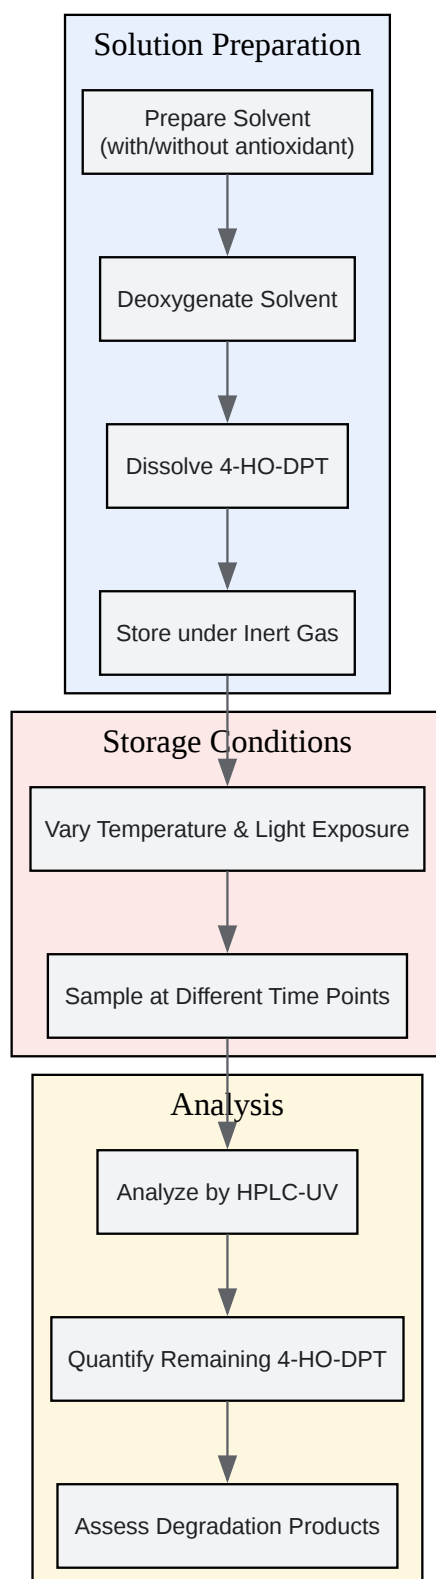 Solution Preparation
Prepare Solvent
(with/without antioxidant)
Deoxygenate Solvent
Dissolve 4-HO-DPT
Store under Inert Gas
Storage Conditions
Vary Temperature & Light Exposure
Sample at Different Time Points
Analysis
Analyze by HPLC-UV
Quantify Remaining 4-HO-DPT
Assess Degradation Products